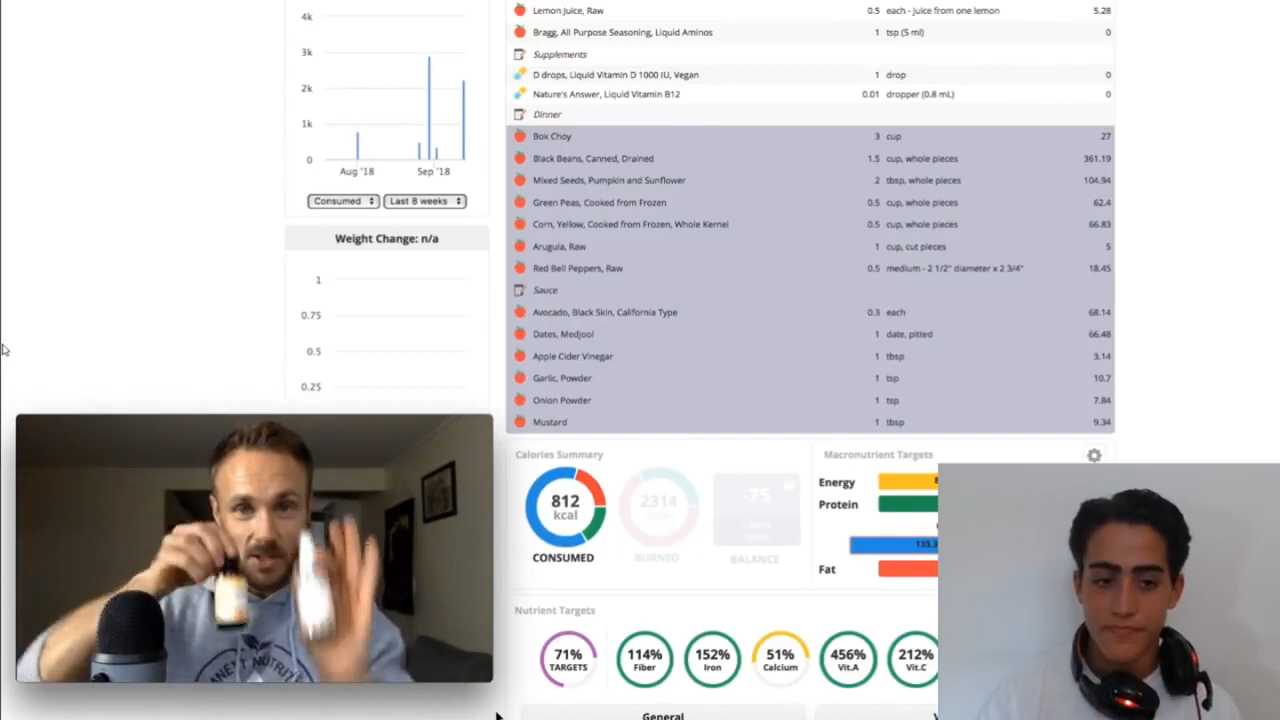 4k
3k
2k
1k
0
Aug '18 Sep '18
Consumed Last 8 weeks
Weight Change: n/a
1
0.75
0.5
0.25
Lemon Juice, Raw 0.5 each - juice from one lemon 5.28
Bragg, All Purpose Seasoning, Liquid Aminos 1 tsp (5 ml) 0
Supplements
D drops, Liquid Vitamin D 1000 IU, Vegan 1 drop 0
Nature's Answer, Liquid Vitamin B12 0.01 dropper (0.8 mL) 0
Dinner
Bok Choy 3 cup 27
Black Beans, Canned, Drained 1.5 cup, whole pieces 361.19
Mixed Seeds, Pumpkin and Sunflower 2 tbsp, whole pieces 104.94
Green Peas, Cooked from Frozen 0.5 cup, whole pieces 62.4
Corn, Yellow, Cooked from Frozen, Whole Kernel 0.5 cup, whole pieces 66.83
Arugula, Raw 1 cup, cut pieces 5
Red Bell Peppers, Raw 0.5 medium - 2 1/2" diameter x 2 3/4" 18.45
Sauce
Avocado, Black Skin, California Type 0.3 each 68.14
Dates, Medjool 1 date, pitted 66.48
Apple Cider Vinegar 1 tbsp 3.14
Garlic, Powder 1 tsp 10.7
Onion Powder 1 tsp 7.84
Mustard 1 tbsp 9.34
Calories Summary
812
kcal
CONSUMED
2314
BURNED
-75
BALANCE
Macronutrient Targets
Energy
Protein
133.3
Fat
Nutrient Targets
71%
TARGETS
114%
Fiber
152%
Iron
51%
Calcium
456%
Vit.A
212%
Vit.C
General